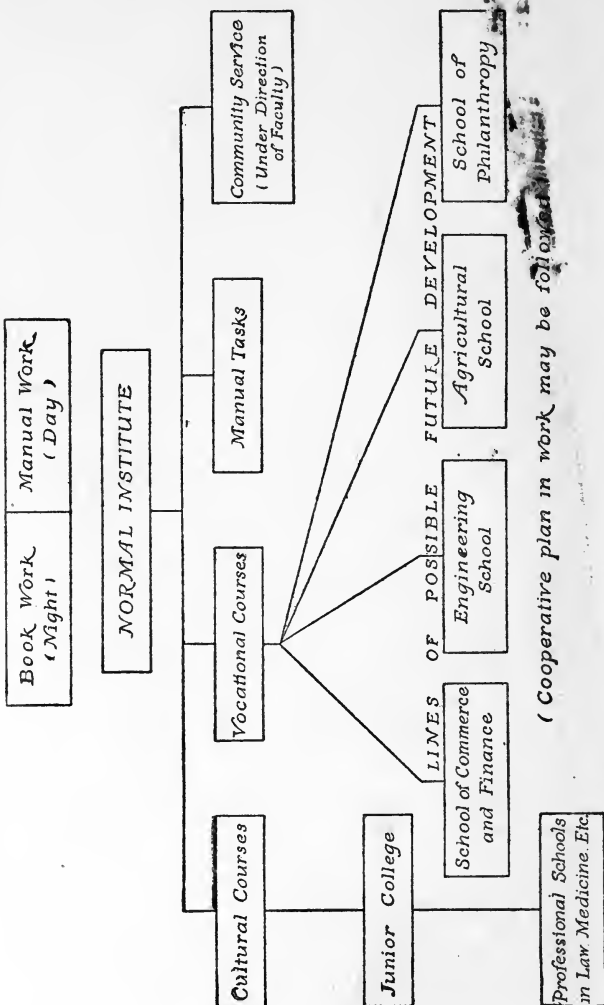 Book Work
(Night)
Manual Work
(Day)
NORMAL INSTITUTE
Cultural Courses
Vocational Courses
Manual Tasks
Community Service
(Under Direction
of Faculty)
Junior College
LINES OF POSSIBLE FUTURE DEVELOPMENT
School of Commerce
and Finance
Engineering
School
Agricultural
School
School of
Philanthropy
Professional Schools
in Law Medicine. Etc.
(Cooperative plan in work may be followed